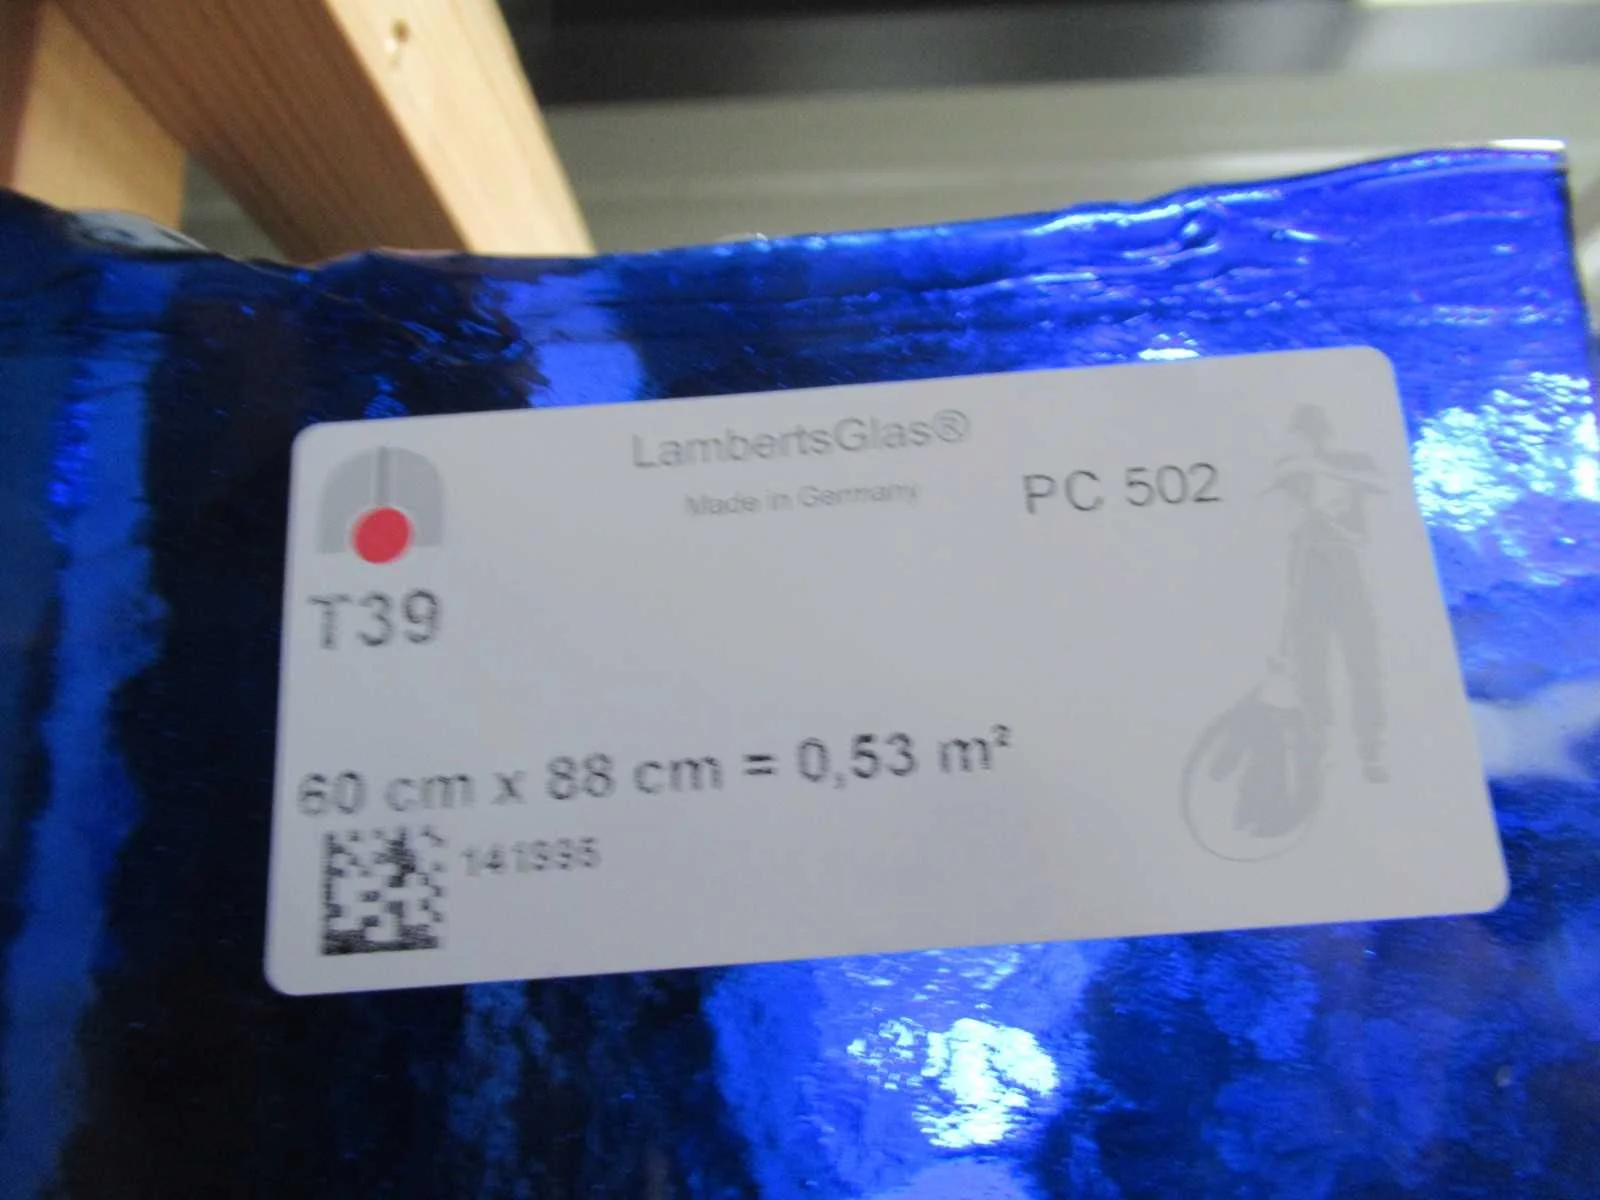 LambertsGlas®
Made in Germany
PC 502
T39
60 cm x 88 cm = 0,53 m²
141995